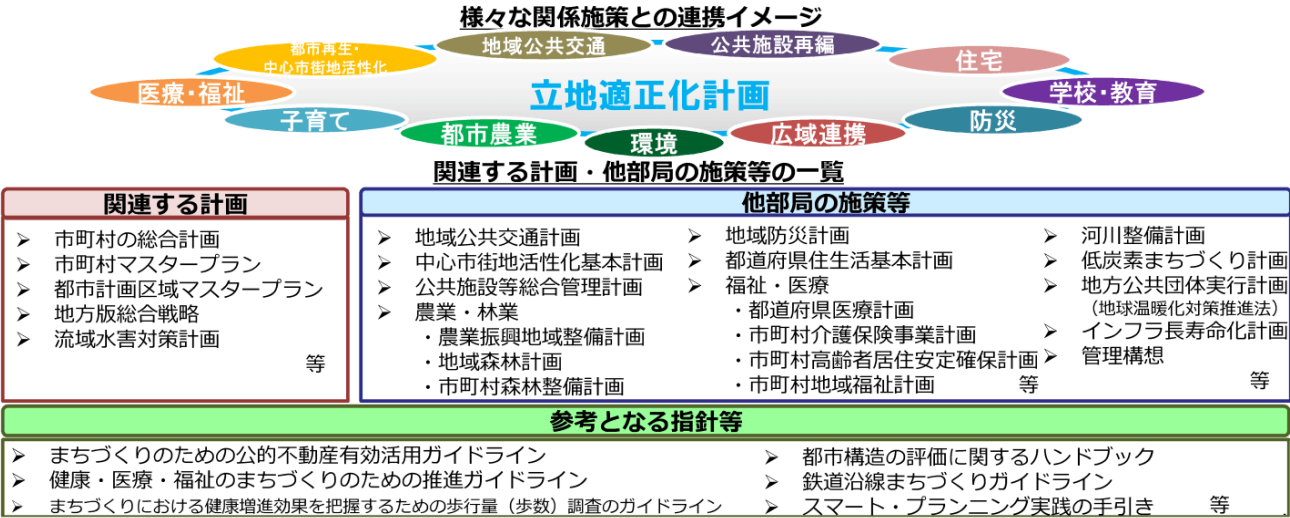 様々な関係施策との連携イメージ
都市再生・
中心市街地活性化
地域公共交通
公共施設再編
住宅
医療・福祉
立地適正化計画
学校・教育
子育て
都市農業
環境
広域連携
防災
関連する計画・他部局の施策等の一覧
関連する計画
➢ 市町村の総合計画
➢ 市町村マスタープラン
➢ 都市計画区域マスタープラン
➢ 地方版総合戦略
➢ 流域水害対策計画
等
他部局の施策等
➢ 地域公共交通計画
➢ 中心市街地活性化基本計画
➢ 公共施設等総合管理計画
➢ 農業・林業
・農業振興地域整備計画
・地域森林計画
・市町村森林整備計画
➢ 地域防災計画
➢ 都道府県住生活基本計画
➢ 福祉・医療
・都道府県医療計画
・市町村介護保険事業計画
・市町村高齢者居住安定確保計画
・市町村地域福祉計画 等
➢ 河川整備計画
➢ 低炭素まちづくり計画
➢ 地方公共団体実行計画
（地球温暖化対策推進法）
➢ インフラ長寿命化計画
➢ 管理構想
等
参考となる指針等
➢ まちづくりのための公的不動産有効活用ガイドライン
➢ 健康・医療・福祉のまちづくりのための推進ガイドライン
➢ まちづくりにおける健康増進効果を把握するための歩行量（歩数）調査のガイドライン
➢ 都市構造の評価に関するハンドブック
➢ 鉄道沿線まちづくりガイドライン
➢ スマート・プランニング実践の手引き 等